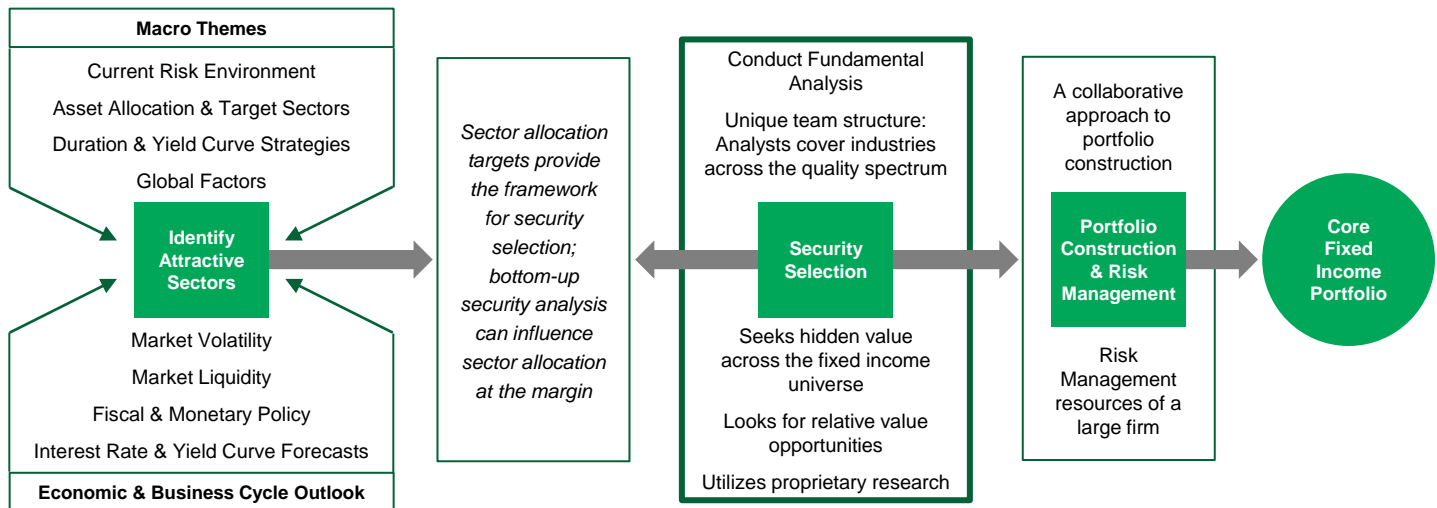 Macro Themes
Current Risk Environment
Asset Allocation & Target Sectors
Duration & Yield Curve Strategies
Global Factors
Identify
Attractive
Sectors
Market Volatility
Market Liquidity
Fiscal & Monetary Policy
Interest Rate & Yield Curve Forecasts
Economic & Business Cycle Outlook
Sector allocation
targets provide
the framework
for security
selection;
bottom-up
security analysis
can influence
sector allocation
at the margin
Conduct Fundamental
Analysis
Unique team structure:
Analysts cover industries
across the quality spectrum
Security
Selection
Seeks hidden value
across the fixed income
universe
Looks for relative value
opportunities
Utilizes proprietary research
A collaborative
approach to
portfolio
construction
Portfolio
Construction
& Risk
Management
Risk
Management
resources of a
large firm
Core
Fixed
Income
Portfolio